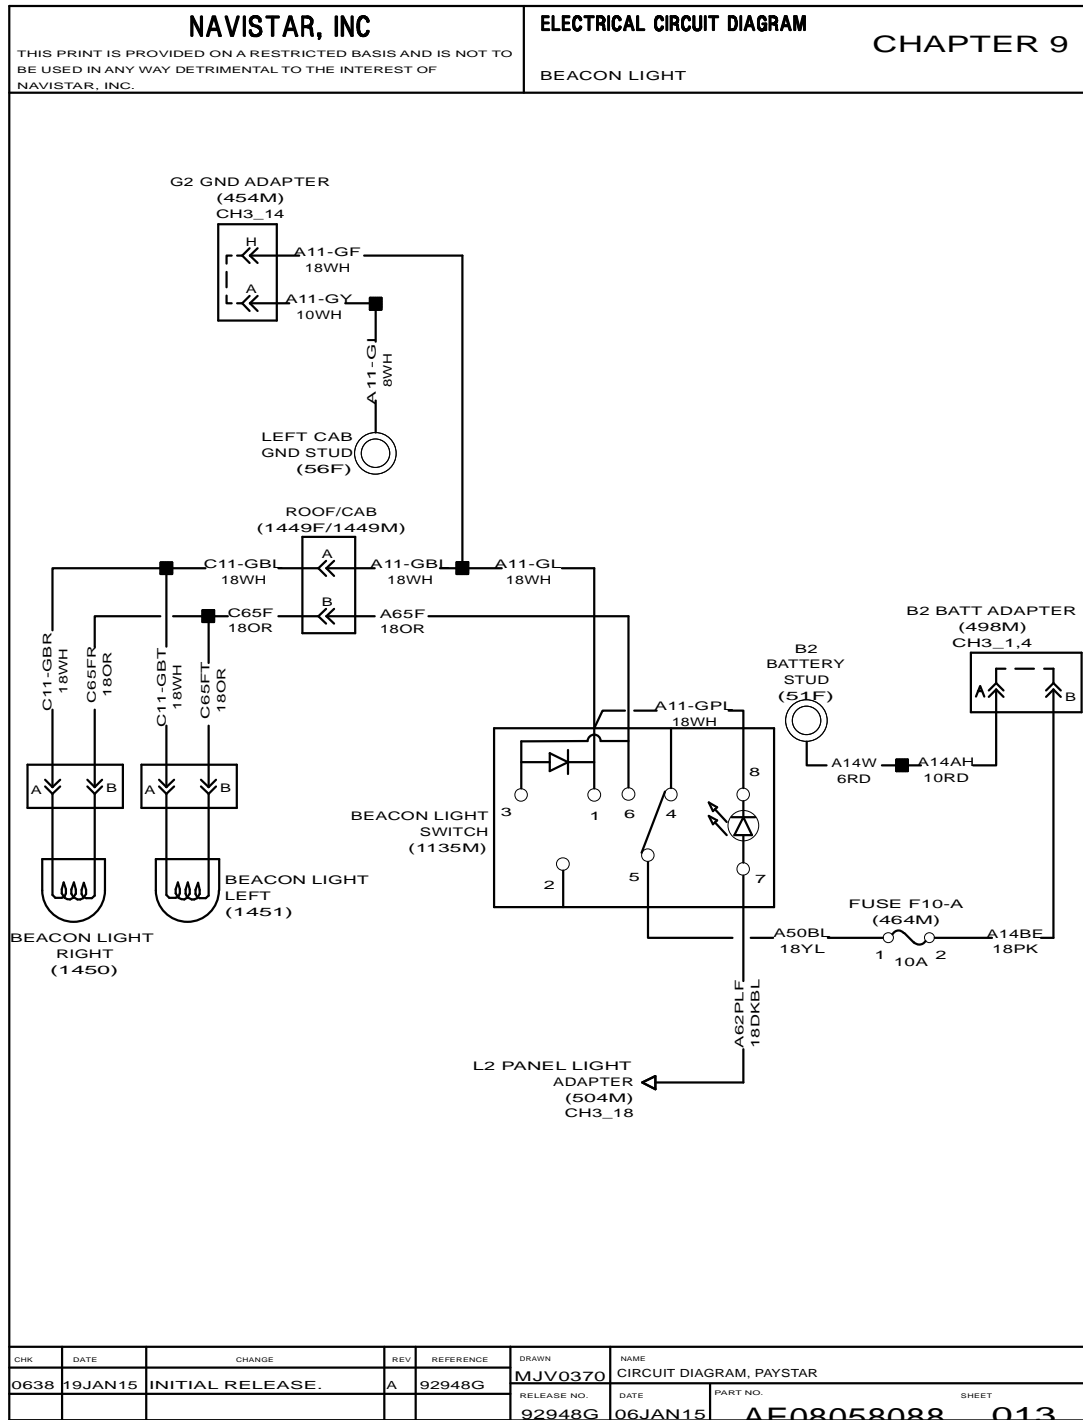 NAVISTAR, INC
THIS PRINT IS PROVIDED ON A RESTRICTED BASIS AND IS NOT TO
BE USED IN ANY WAY DETRIMENTAL TO THE INTEREST OF
NAVISTAR, INC.
ELECTRICAL CIRCUIT DIAGRAM
CHAPTER 9
BEACON LIGHT
G2 GND ADAPTER
(454M)
CH3_14
H
A11-GF
18WH
A
A11-GY
10WH
A11-GL
8WH
LEFT CAB
GND STUD
(56F)
ROOF/CAB
(1449F/1449M)
C11-GBL
18WH
A
A11-GBL
18WH
A11-GL
18WH
C65F
18OR
B
A65F
18OR
C11-GBR
18WH
C65FR
18OR
C11-GBT
18WH
C65FT
18OR
A
B
A
B
BEACON LIGHT
RIGHT
(1450)
BEACON LIGHT
LEFT
(1451)
B2 BATT ADAPTER
(498M)
CH3_1,4
A
B
B2
BATTERY
STUD
(51F)
A14W
6RD
A14AH
10RD
A11-GPL
18WH
BEACON LIGHT
SWITCH
(1135M)
3
1
6
4
8
2
5
7
FUSE F10-A
(464M)
A50BL
18YL
1
10A
2
A14BE
18PK
A62PLF
18DKBL
L2 PANEL LIGHT
ADAPTER
(504M)
CH3_18
CHK
DATE
CHANGE
REV
REFERENCE
0638
19JAN15
INITIAL RELEASE.
A
92948G
DRAWN
MJV0370
NAME
CIRCUIT DIAGRAM, PAYSTAR
RELEASE NO.
92948G
DATE
06JAN15
PART NO.
AE08058088
SHEET
013